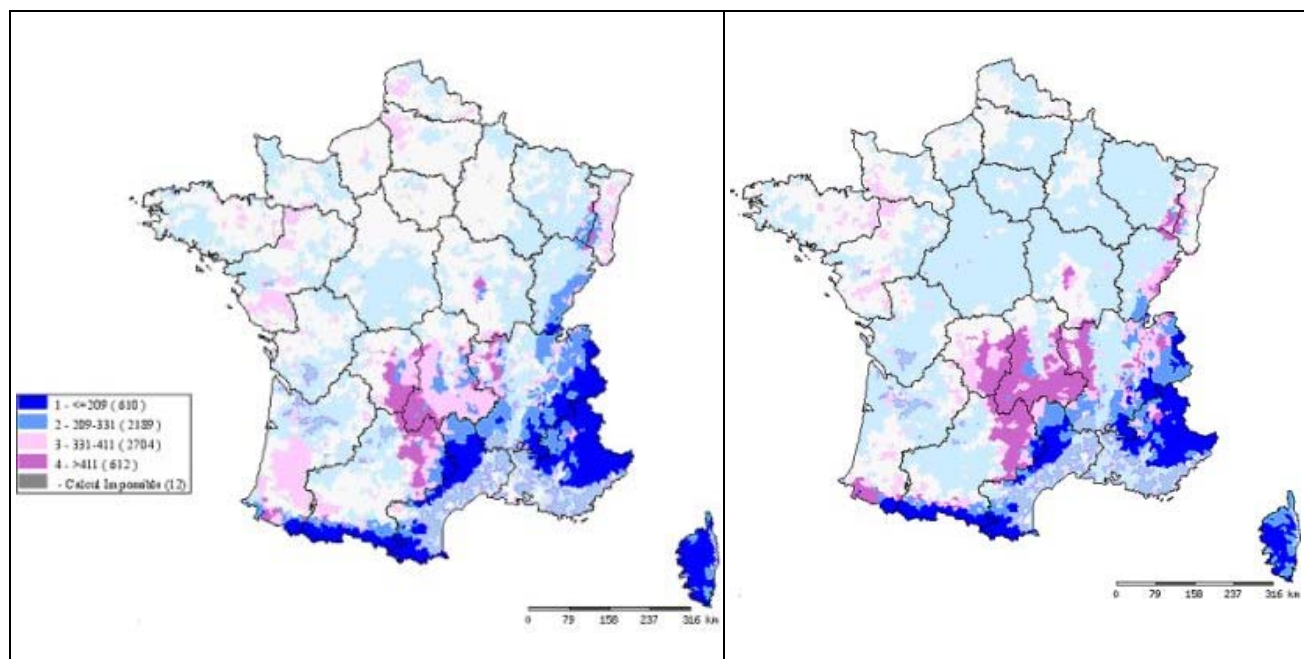 1 - <=209 ( 610 )
2 - 209-331 ( 2189 )
3 - 331-411 ( 2704 )
4 - >411 ( 612 )
- Calcul Impossible (12)
0 79 158 237 316 km
0 79 158 237 316 km